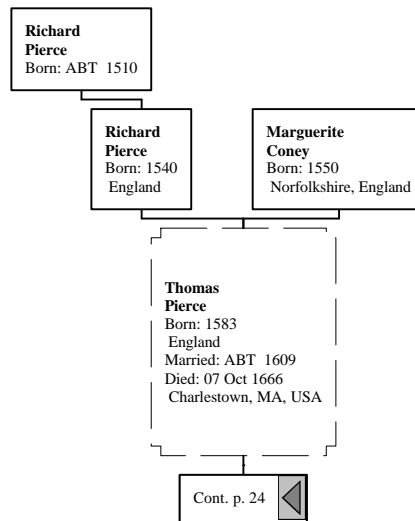 Richard
Pierce
Born: ABT 1510
Richard
Pierce
Born: 1540
England
Marguerite
Coney
Born: 1550
Norfolkshire, England
Thomas
Pierce
Born: 1583
England
Married: ABT 1609
Died: 07 Oct 1666
Charlestown, MA, USA
Cont. p. 24